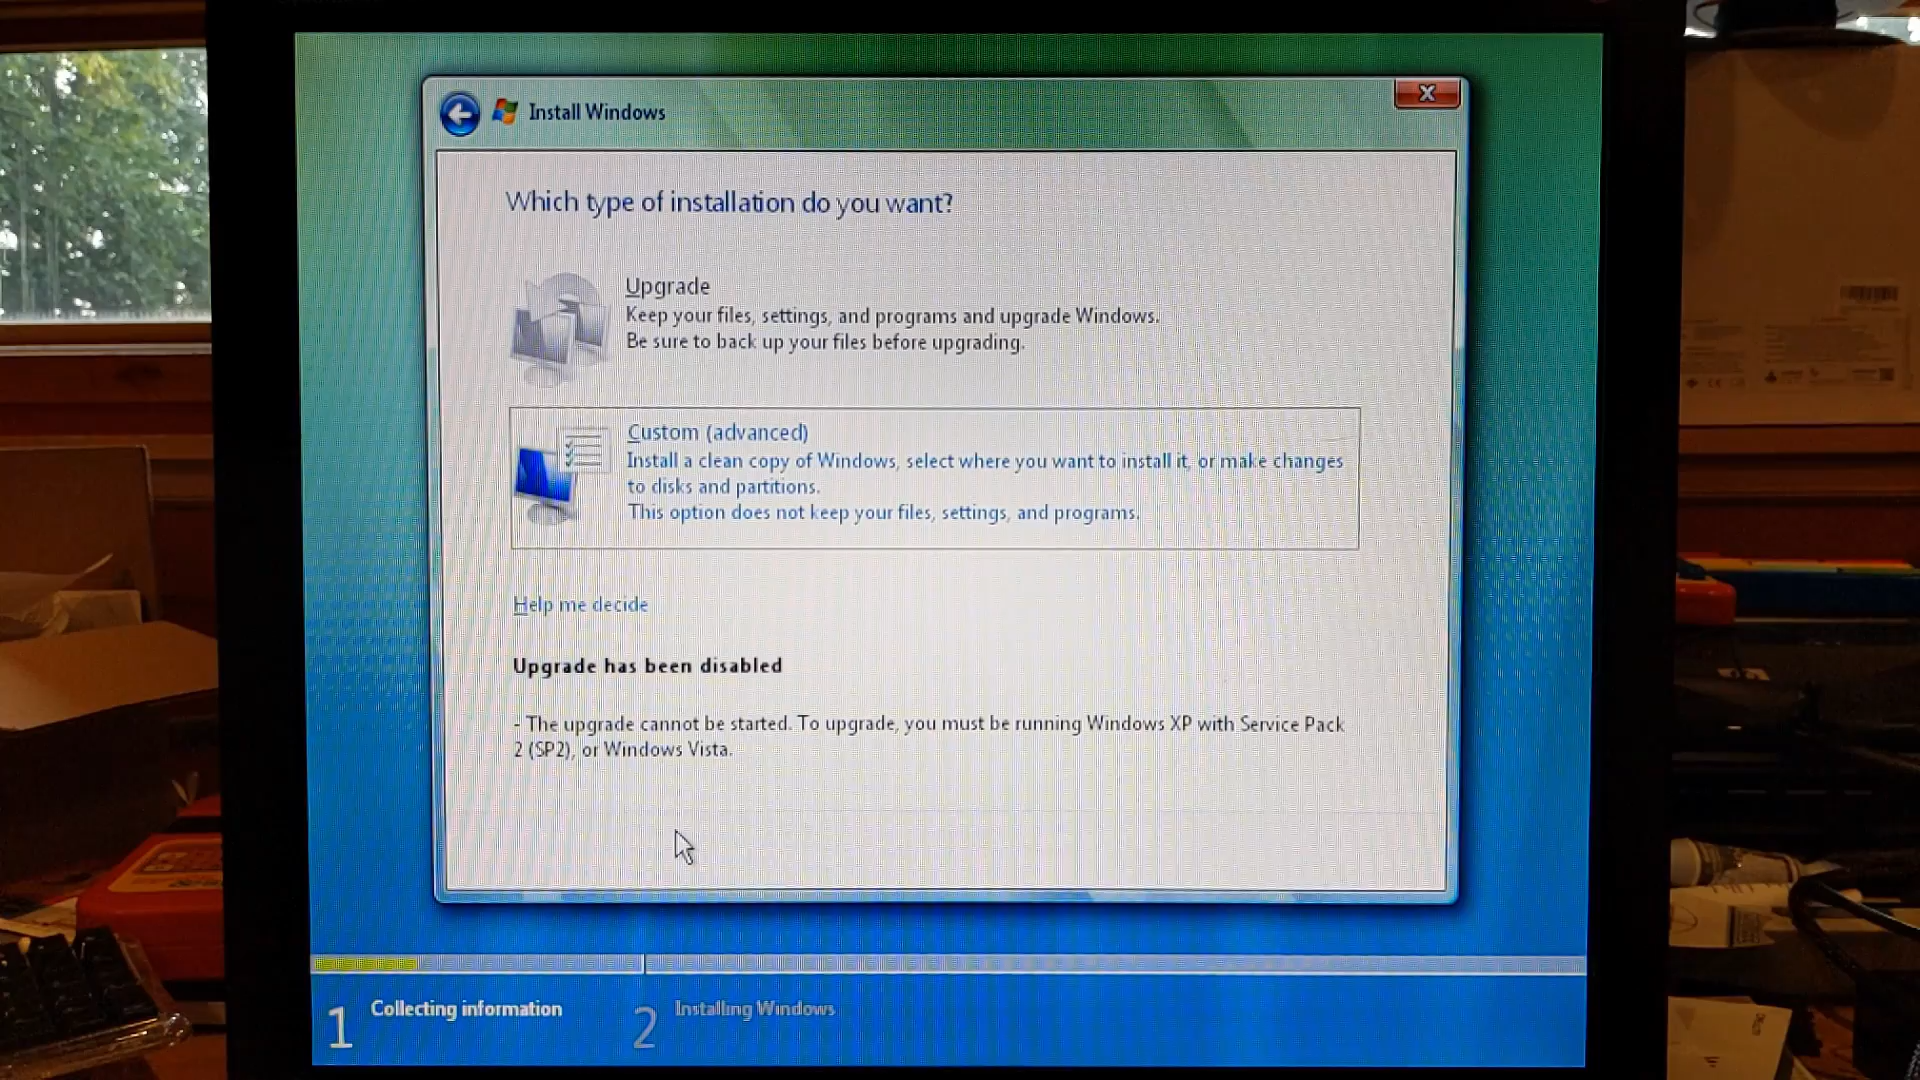 Install Windows
X
Which type of installation do you want?
Upgrade
Keep your files, settings, and programs and upgrade Windows.
Be sure to back up your files before upgrading.
Custom (advanced)
Install a clean copy of Windows, select where you want to install it, or make changes
to disks and partitions.
This option does not keep your files, settings, and programs.
Help me decide
Upgrade has been disabled
- The upgrade cannot be started. To upgrade, you must be running Windows XP with Service Pack
2 (SP2), or Windows Vista.
1 Collecting information
2 Installing Windows